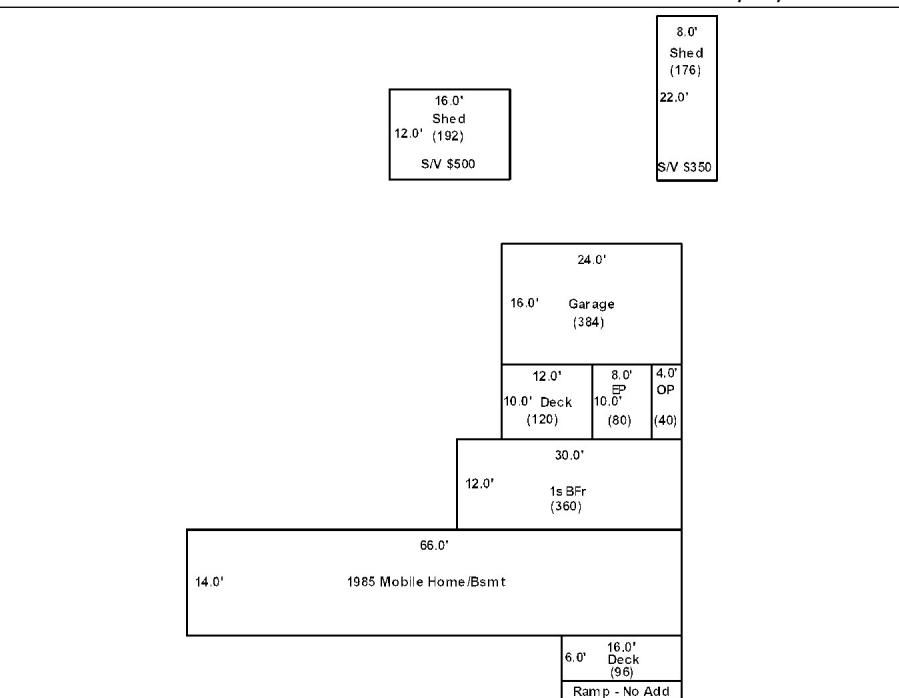 8.0'
Shed
(176)
22.0'
S/V $350
16.0'
Shed
12.0' (192)
S/V $500
24.0'
16.0' Garage
(384)
12.0'
10.0' Deck
(120)
8.0'
EP
10.0'
(80)
4.0'
OP
(40)
30.0'
12.0'
1s BFr
(360)
66.0'
14.0' 1985 Mobile Home/Bsmt
16.0'
6.0' Deck
(96)
Ramp - No Add